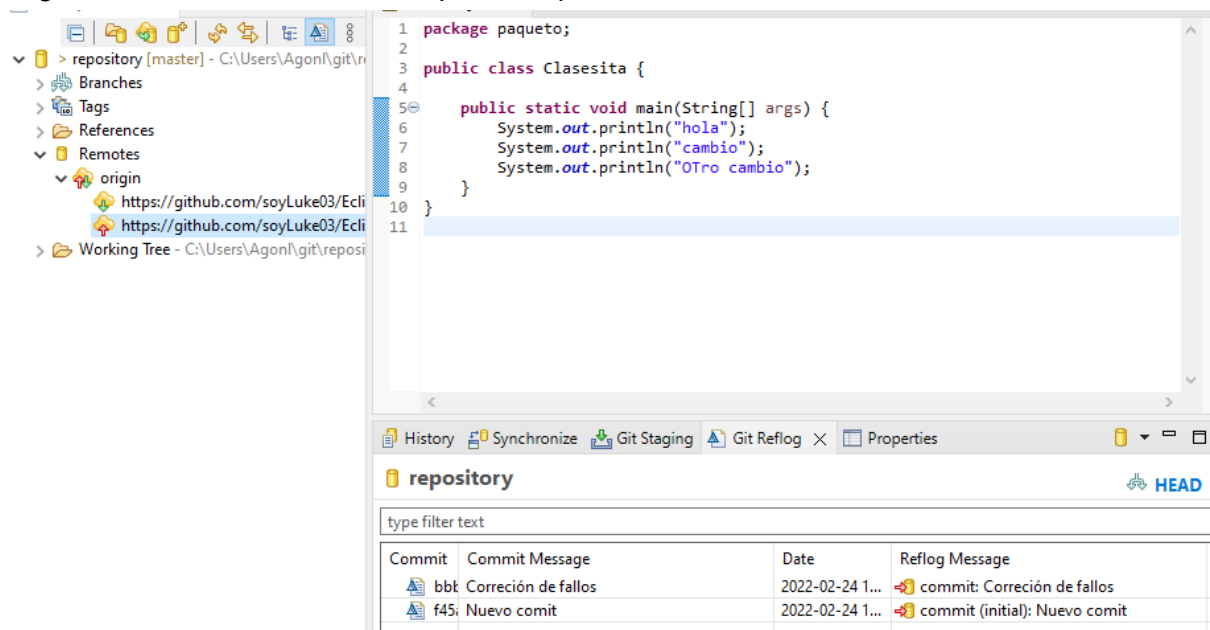 > repository [master] - C:\Users\Agonl\git\r
Branches
Tags
References
Remotes
origin
https://github.com/soyLuke03/Ecli
https://github.com/soyLuke03/Ecli
Working Tree - C:\Users\Agonl\git\reposi
1 package paqueto;
2
3 public class Clasesita {
4
5 public static void main(String[] args) {
6 System.out.println("hola");
7 System.out.println("cambio");
8 System.out.println("OTro cambio");
9 }
10 }
11
History Synchronize Git Staging Git Reflog Properties
repository HEAD
type filter text
Commit Commit Message Date Reflog Message
bbb Correción de fallos 2022-02-24 1... commit: Correción de fallos
f45a Nuevo comit 2022-02-24 1... commit (initial): Nuevo comit